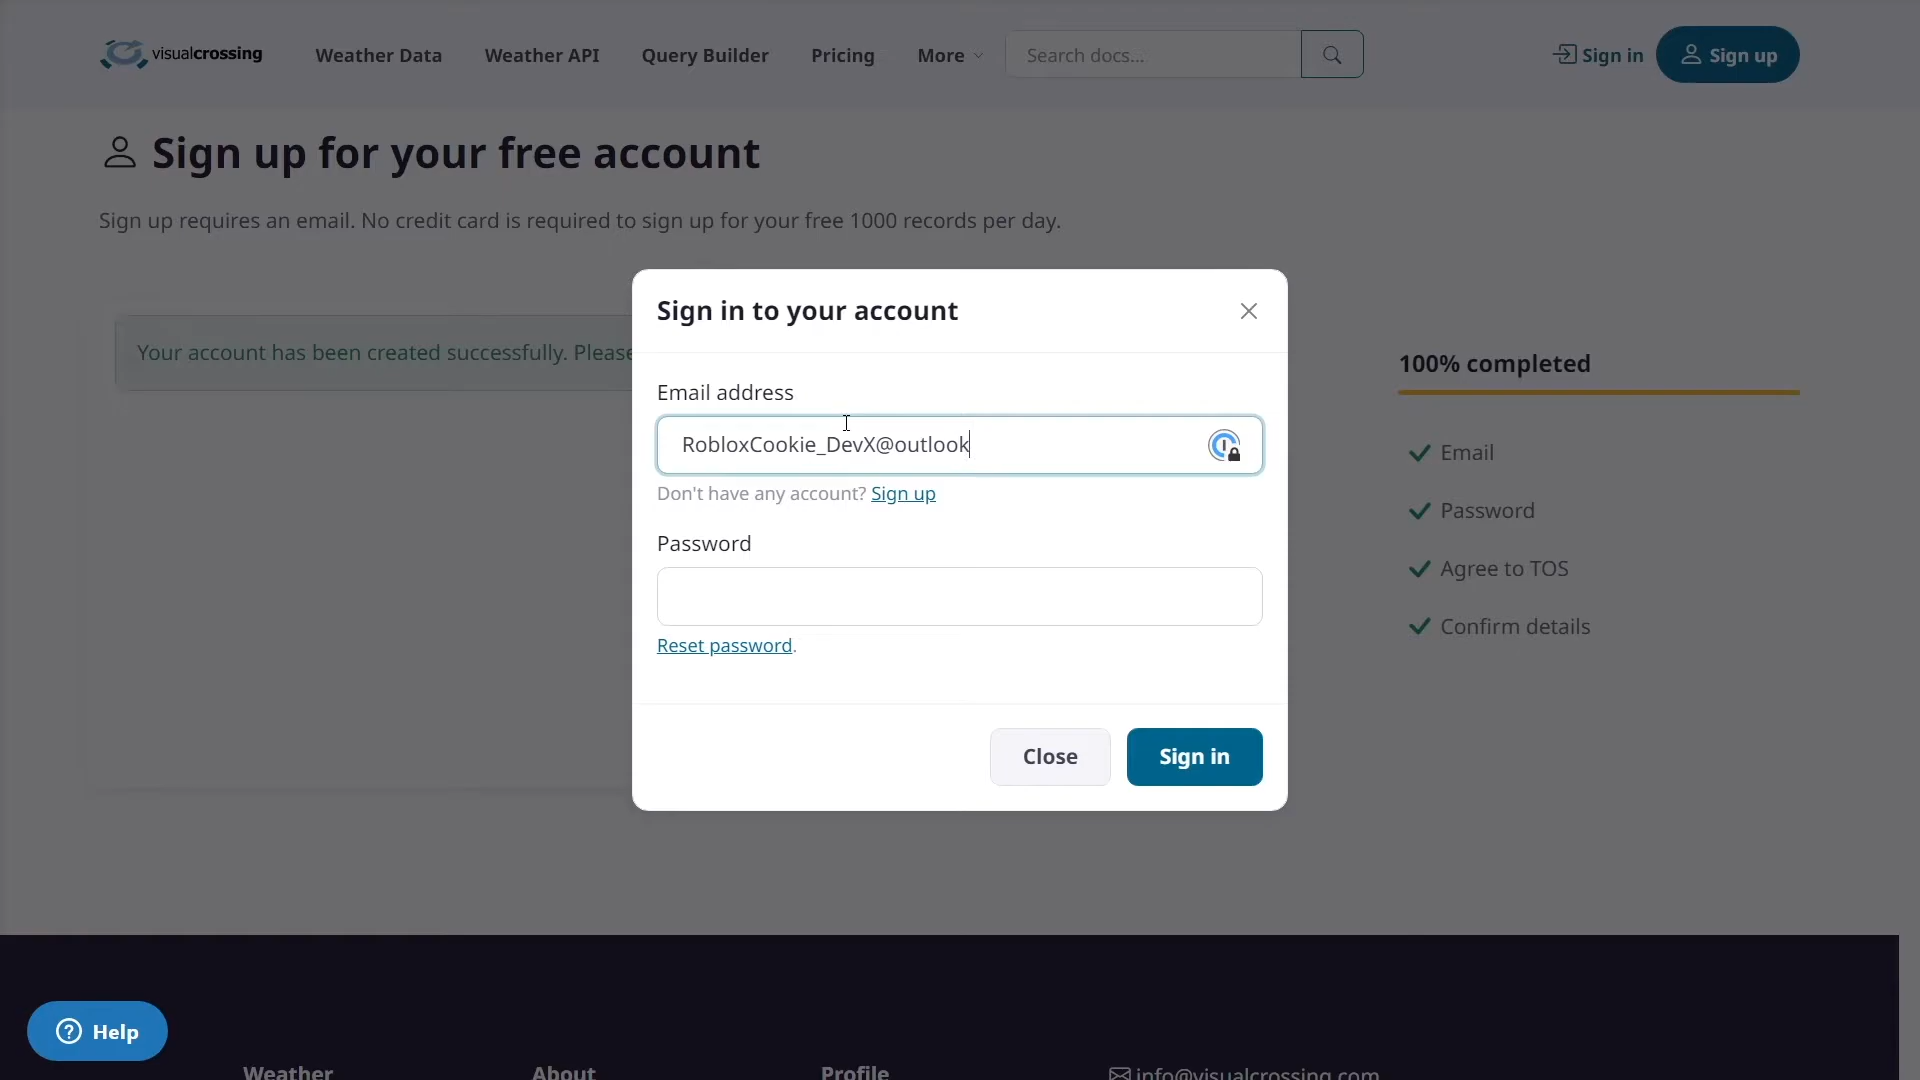 visualcrossing
Weather Data
Weather API
Query Builder
Pricing
More
Search docs...
Sign in
Sign up
Sign up for your free account
Sign up requires an email. No credit card is required to sign up for your free 1000 records per day.
Your account has been created successfully. Please
Sign in to your account
Email address
RobloxCookie_DevX@outlook
Don't have any account? Sign up
Password
Reset password.
Close
Sign in
100% completed
Email
Password
Agree to TOS
Confirm details
Help
Weather
About
Profile
info@visualcrossing.com